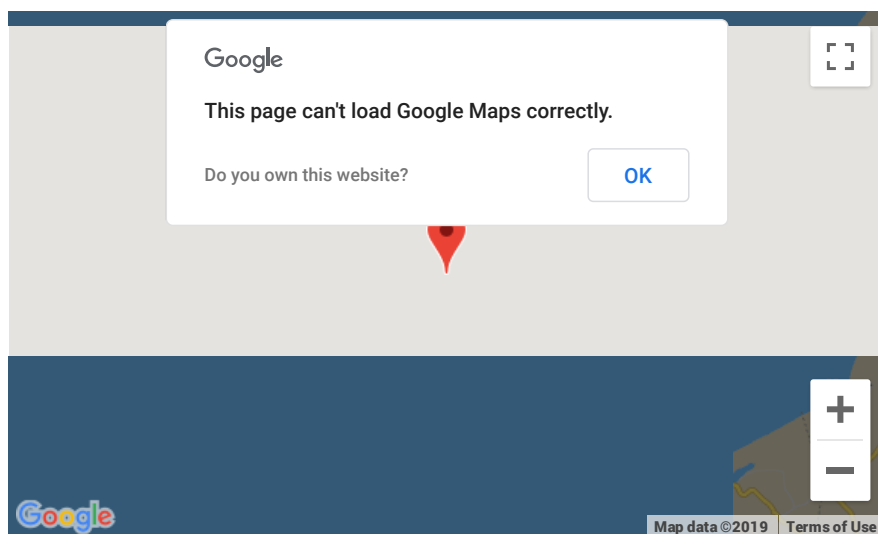 Google
This page can't load Google Maps correctly.
Do you own this website?
OK
Google
Map data ©2019
Terms of Use